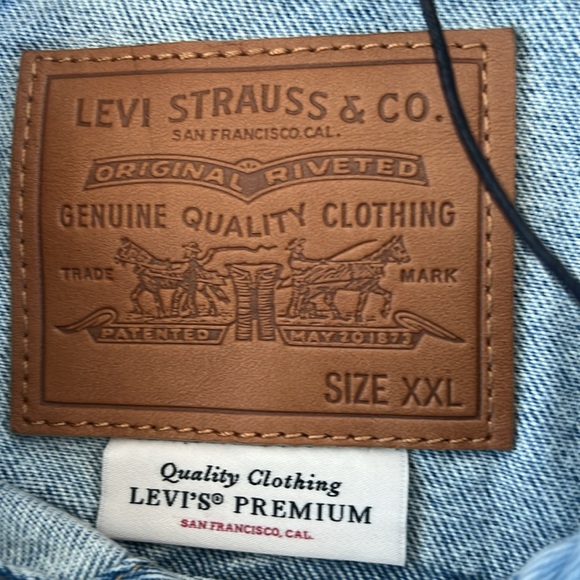 LEVI STRAUSS & CO.
SAN FRANCISCO, CAL.
ORIGINAL RIVETED
GENUINE QUALITY CLOTHING
TRADE MARK
PATENTED MAY 20 1873
SIZE XXL
Quality Clothing
LEVI'S® PREMIUM
SAN FRANCISCO, CAL.